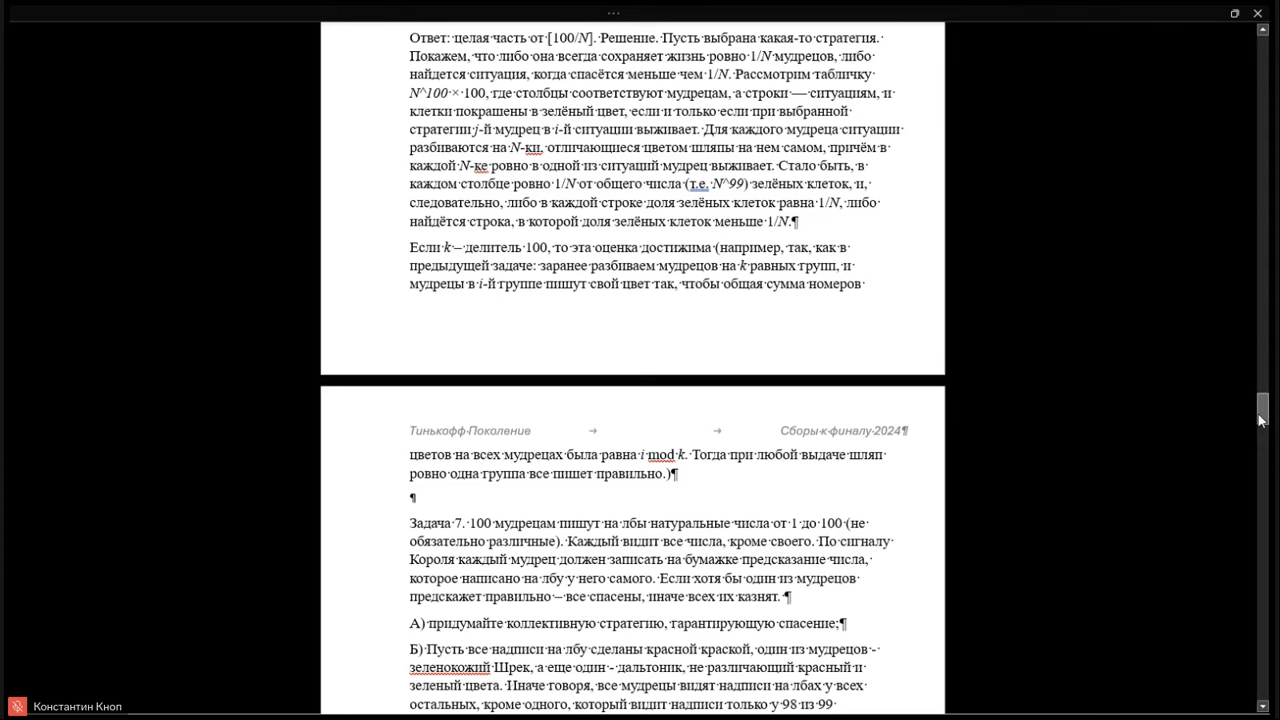 Ответ: целая часть от [100/N]. Решение. Пусть выбрана какая-то стратегия.
Покажем, что либо она всегда сохраняет жизнь ровно 1/N мудрецов, либо
найдется ситуация, когда спасётся меньше чем 1/N. Рассмотрим табличку
N^100 × 100, где столбцы соответствуют мудрецам, а строки — ситуациям, и
клетки покрашены в зелёный цвет, если и только если при выбранной
стратегии j-й мудрец в i-й ситуации выживает. Для каждого мудреца ситуации
разбиваются на N-ки, отличающиеся цветом шляпы на нем самом, причём в
каждой N-ке ровно в одной из ситуаций мудрец выживает. Стало быть, в
каждом столбце ровно 1/N от общего числа (т.е. N^99) зелёных клеток, и,
следовательно, либо в каждой строке доля зелёных клеток равна 1/N, либо
найдётся строка, в которой доля зелёных клеток меньше 1/N.¶
Если k – делитель 100, то эта оценка достижима (например, так, как в
предыдущей задаче: заранее разбиваем мудрецов на k равных групп, и
мудрецы в i-й группе пишут свой цвет так, чтобы общая сумма номеров
Тинькофф Поколение → → Сборы к финалу 2024¶
цветов на всех мудрецах была равна i mod k. Тогда при любой выдаче шляп
ровно одна группа все пишет правильно.)¶
¶
Задача 7. 100 мудрецам пишут на лбы натуральные числа от 1 до 100 (не
обязательно различные). Каждый видит все числа, кроме своего. По сигналу
Короля каждый мудрец должен записать на бумажке предсказание числа,
которое написано на лбу у него самого. Если хотя бы один из мудрецов
предскажет правильно – все спасены, иначе всех их казнят. ¶
А) придумайте коллективную стратегию, гарантирующую спасение;¶
Б) Пусть все надписи на лбу сделаны красной краской, один из мудрецов -
зеленокожий Шрек, а еще один - дальтоник, не различающий красный и
зеленый цвета. Иначе говоря, все мудрецы видят надписи на лбах у всех
остальных, кроме одного, который видит надписи только у 98 из 99
Константин Кноп